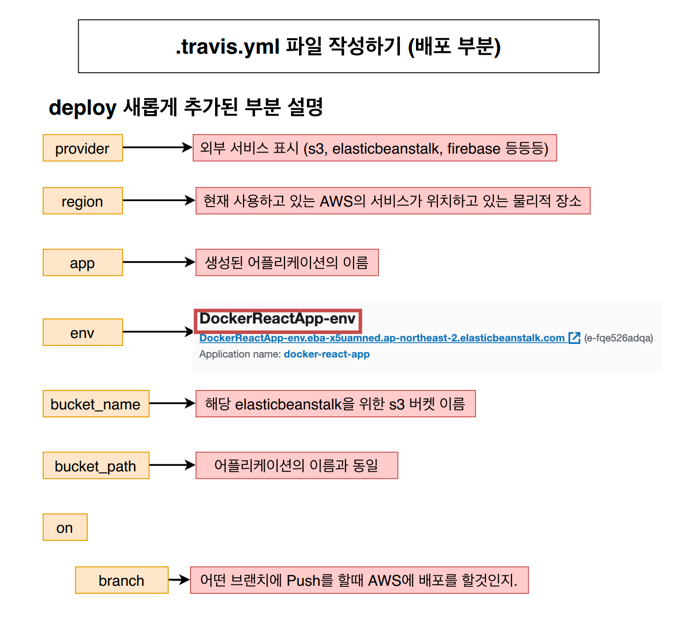 .travis.yml 파일 작성하기 (배포 부분)
deploy 새롭게 추가된 부분 설명
provider
외부 서비스 표시 (s3, elasticbeanstalk, firebase 등등등)
region
현재 사용하고 있는 AWS의 서비스가 위치하고 있는 물리적 장소
app
생성된 어플리케이션의 이름
env
DockerReactApp-env
DockerReactApp-env.eba-x5uamned.ap-northeast-2.elasticbeanstalk.com (e-fqe526adqa)
Application name: docker-react-app
bucket_name
해당 elasticbeanstalk을 위한 s3 버켓 이름
bucket_path
어플리케이션의 이름과 동일
on
branch
어떤 브랜치에 Push를 할때 AWS에 배포를 할것인지.